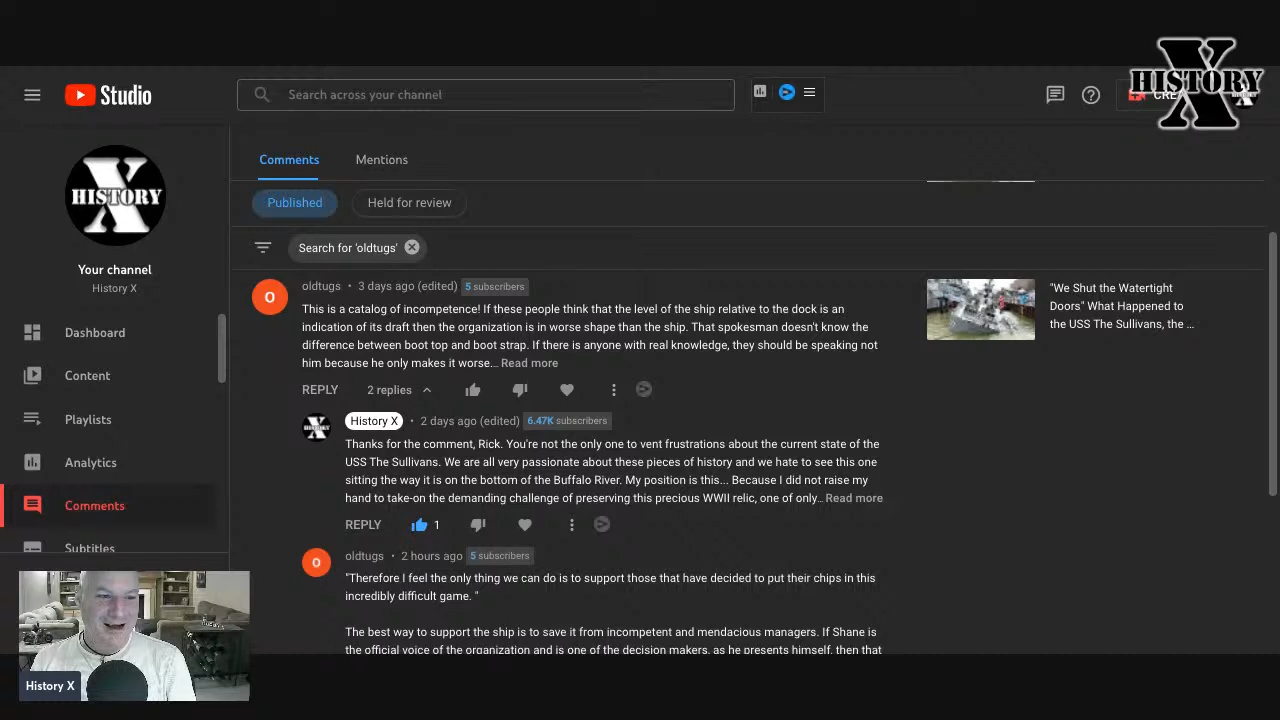 Studio
Search across your channel
HISTORY
X
HISTORY
Your channel
History X
Dashboard
Content
Playlists
Analytics
Comments
Subtitles
Comments
Mentions
Published
Held for review
Search for 'oldtugs'
O
oldtugs • 3 days ago (edited) 5 subscribers
This is a catalog of incompetence! If these people think that the level of the ship relative to the dock is an
indication of its draft then the organization is in worse shape than the ship. That spokesman doesn't know the
difference between boot top and boot strap. If there is anyone with real knowledge, they should be speaking not
him because he only makes it worse... Read more
REPLY 2 replies
"We Shut the Watertight
Doors" What Happened to
the USS The Sullivans, the ...
History X • 2 days ago (edited) 6.47K subscribers
Thanks for the comment, Rick. You're not the only one to vent frustrations about the current state of the
USS The Sullivans. We are all very passionate about these pieces of history and we hate to see this one
sitting the way it is on the bottom of the Buffalo River. My position is this... Because I did not raise my
hand to take-on the demanding challenge of preserving this precious WWII relic, one of only... Read more
REPLY 1
O
oldtugs • 2 hours ago 5 subscribers
"Therefore I feel the only thing we can do is to support those that have decided to put their chips in this
incredibly difficult game. "
The best way to support the ship is to save it from incompetent and mendacious managers. If Shane is
the official voice of the organization and is one of the decision makers, as he presents himself, then that
History X